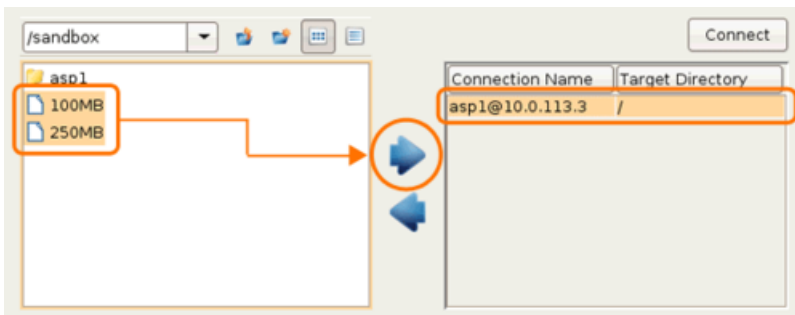 /sandbox
Connect
asp1
100MB
250MB
Connection Name Target Directory
asp1@10.0.113.3 /